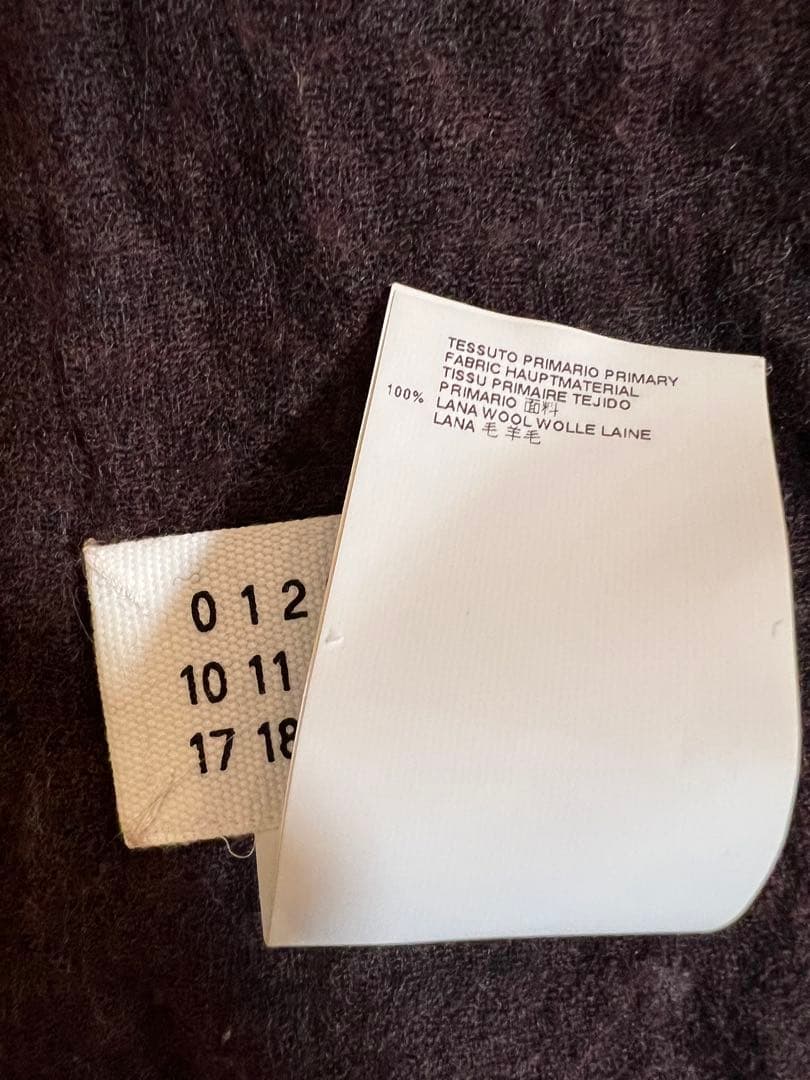 TESSUTO PRIMARIO PRIMARY
FABRIC HAUPTMATERIAL
TISSU PRIMAIRE TEJIDO
PRIMARIO 面料
100% LANA WOOL WOLLE LAINE
LANA 毛 羊毛
0 1 2
10 11
17 18